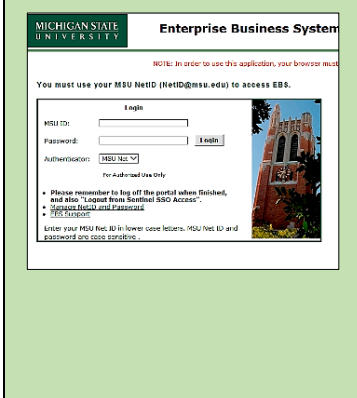 MICHIGAN STATE
UNIVERSITY
Enterprise Business System
NOTE: In order to use this application, your browser must
You must use your MSU NetID (NetID@msu.edu) to access EBS.
Login
MSU ID:
Password:
Login
Authenticator:
MSU Net
For Authorized Use Only
• Please remember to log off the portal when finished,
and also "Logout from Sentinel SSO Access".
• Manage NetID and Password
• EBS Support
Enter your MSU Net ID in lower case letters. MSU Net ID and
password are case sensitive .